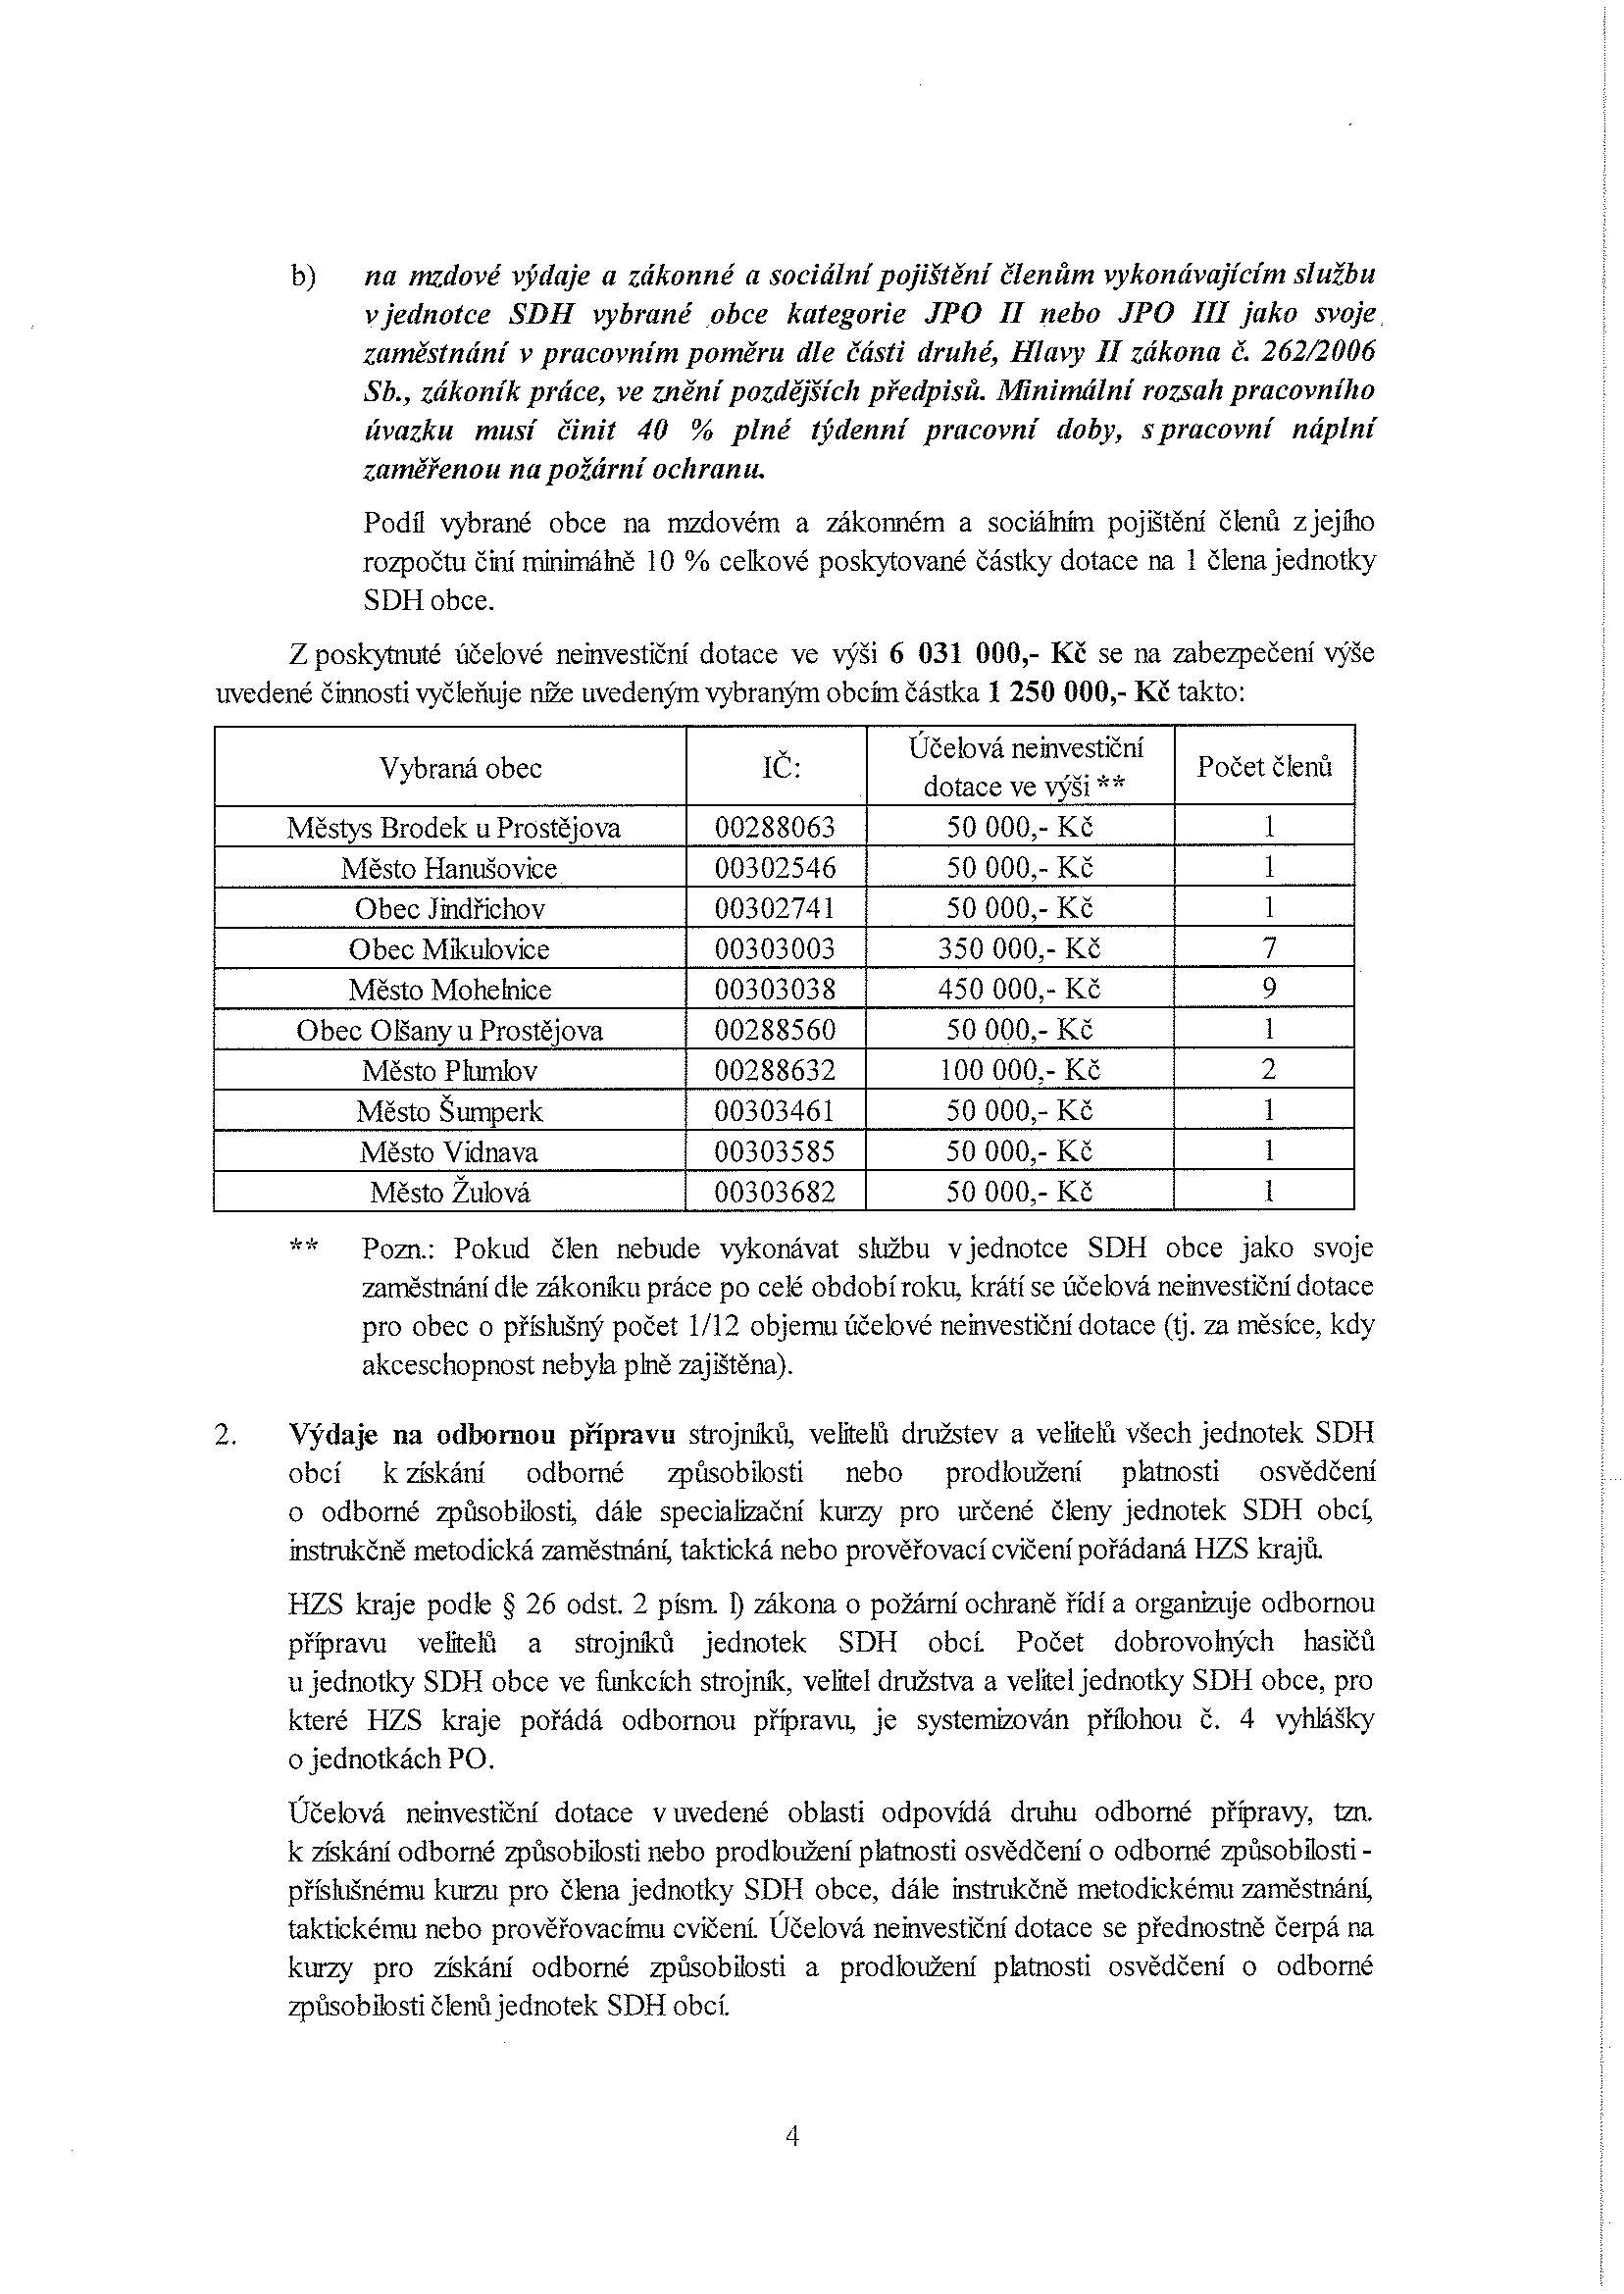 b) na mzdové výdaje a zákonné a sociální pojištění členům vykonávajícím službu
v jednotce SDH vybrané obce kategorie JPO II nebo JPO III jako svoje
zaměstnání v pracovním poměru dle části druhé, Hlavy II zákona č. 262/2006
Sb., zákoník práce, ve znění pozdějších předpisů. Minimální rozsah pracovního
úvazku musí činit 40 % plné týdenní pracovní doby, s pracovní náplní
zaměřenou na požární ochranu.
Podíl vybrané obce na mzdovém a zákonném a sociálním pojištění členů z jejího
rozpočtu činí minimálně 10 % celkové poskytované částky dotace na 1 člena jednotky
SDH obce.
Z poskytnuté účelové neinvestiční dotace ve výši 6 031 000,- Kč se na zabezpečení výše
uvedené činnosti vyčleňuje níže uvedeným vybraným obcím částka 1 250 000,- Kč takto:
Vybraná obec IČ: Účelová neinvestiční dotace ve výši ** Počet členů
Městys Brodek u Prostějova 00288063 50 000,- Kč 1
Město Hanušovice 00302546 50 000,- Kč 1
Obec Jindřichov 00302741 50 000,- Kč 1
Obec Mikulovice 00303003 350 000,- Kč 7
Město Mohelnice 00303038 450 000,- Kč 9
Obec Olšany u Prostějova 00288560 50 000,- Kč 1
Město Plumlov 00288632 100 000,- Kč 2
Město Šumperk 00303461 50 000,- Kč 1
Město Vidnava 00303585 50 000,- Kč 1
Město Žulová 00303682 50 000,- Kč 1
** Pozn.: Pokud člen nebude vykonávat službu v jednotce SDH obce jako svoje
zaměstnání dle zákoníku práce po celé období roku, krátí se účelová neinvestiční dotace
pro obec o příslušný počet 1/12 objemu účelové neinvestiční dotace (tj. za měsíce, kdy
akceschopnost nebyla plně zajištěna).
2. Výdaje na odbornou přípravu strojníků, velitelů družstev a velitelů všech jednotek SDH
obcí k získání odborné způsobilosti nebo prodloužení platnosti osvědčení
o odborné způsobilosti, dále specializační kurzy pro určené členy jednotek SDH obcí,
instrukčně metodická zaměstnání, taktická nebo prověřovací cvičení pořádaná HZS krajů.
HZS kraje podle § 26 odst. 2 písm. l) zákona o požární ochraně řídí a organizuje odbornou
přípravu velitelů a strojníků jednotek SDH obcí. Počet dobrovolných hasičů
u jednotky SDH obce ve funkcích strojník, velitel družstva a velitel jednotky SDH obce, pro
které HZS kraje pořádá odbornou přípravu, je systemizován přílohou č. 4 vyhlášky
o jednotkách PO.
Účelová neinvestiční dotace v uvedené oblasti odpovídá druhu odborné přípravy, tzn.
k získání odborné způsobilosti nebo prodloužení platnosti osvědčení o odborné způsobilosti -
příslušnému kurzu pro člena jednotky SDH obce, dále instrukčně metodickému zaměstnání,
taktickému nebo prověřovacímu cvičení. Účelová neinvestiční dotace se přednostně čerpá na
kurzy pro získání odborné způsobilosti a prodloužení platnosti osvědčení o odborné
způsobilosti členů jednotek SDH obcí.
4